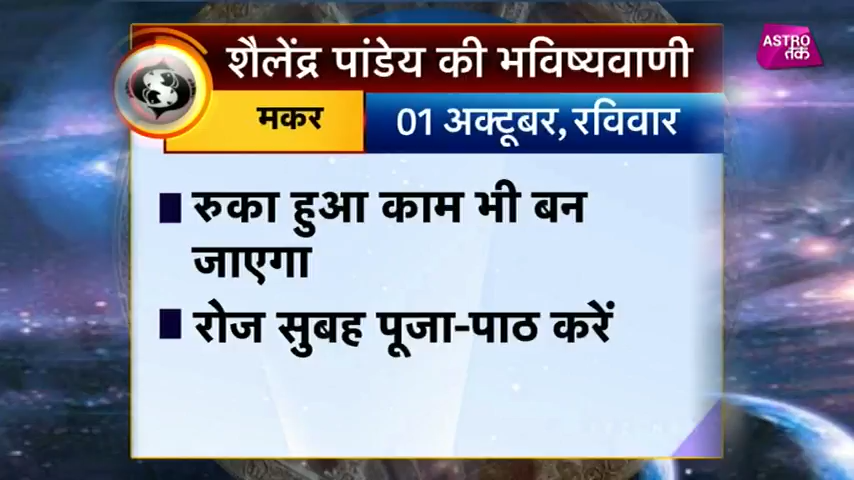 शैलेंद्र पांडेय की भविष्यवाणी
ASTRO
तक
मकर
01 अक्टूबर, रविवार
रुका हुआ काम भी बन
जाएगा
रोज सुबह पूजा-पाठ करें